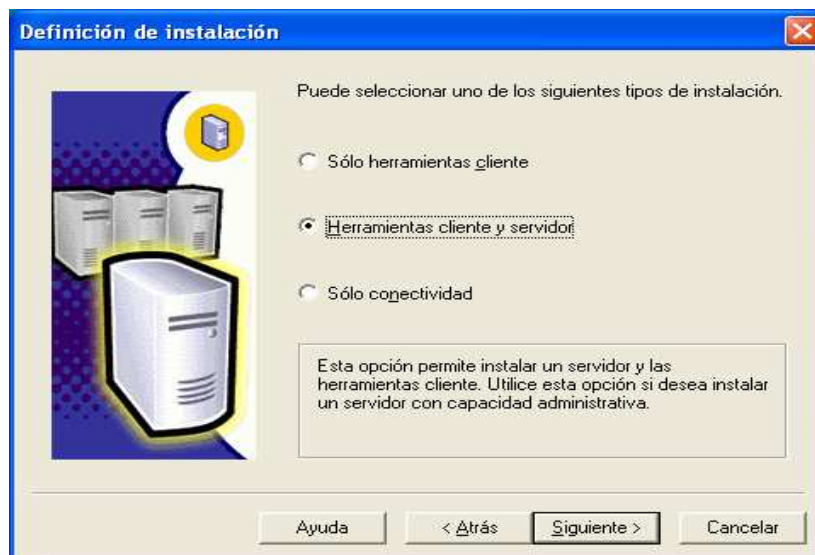 Definición de instalación
Puede seleccionar uno de los siguientes tipos de instalación.
Sólo herramientas cliente
Herramientas cliente y servidor
Sólo conectividad
Esta opción permite instalar un servidor y las
herramientas cliente. Utilice esta opción si desea instalar
un servidor con capacidad administrativa.
Ayuda
< Atrás
Siguiente >
Cancelar